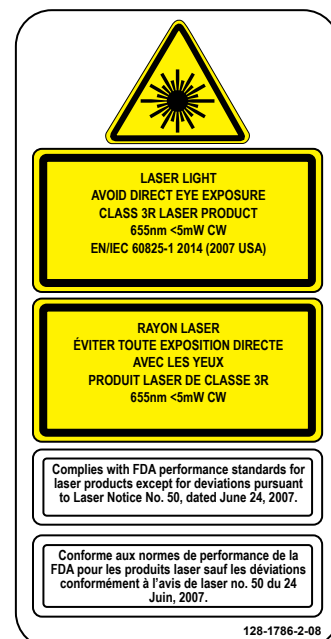 LASER LIGHT
AVOID DIRECT EYE EXPOSURE
CLASS 3R LASER PRODUCT
655nm <5mW CW
EN/IEC 60825-1 2014 (2007 USA)
RAYON LASER
ÉVITER TOUTE EXPOSITION DIRECTE
AVEC LES YEUX
PRODUIT LASER DE CLASSE 3R
655nm <5mW CW
Complies with FDA performance standards for
laser products except for deviations pursuant
to Laser Notice No. 50, dated June 24, 2007.
Conforme aux normes de performance de la
FDA pour les produits laser sauf les déviations
conformément à l'avis de laser no. 50 du 24
Juin, 2007.
128-1786-2-08